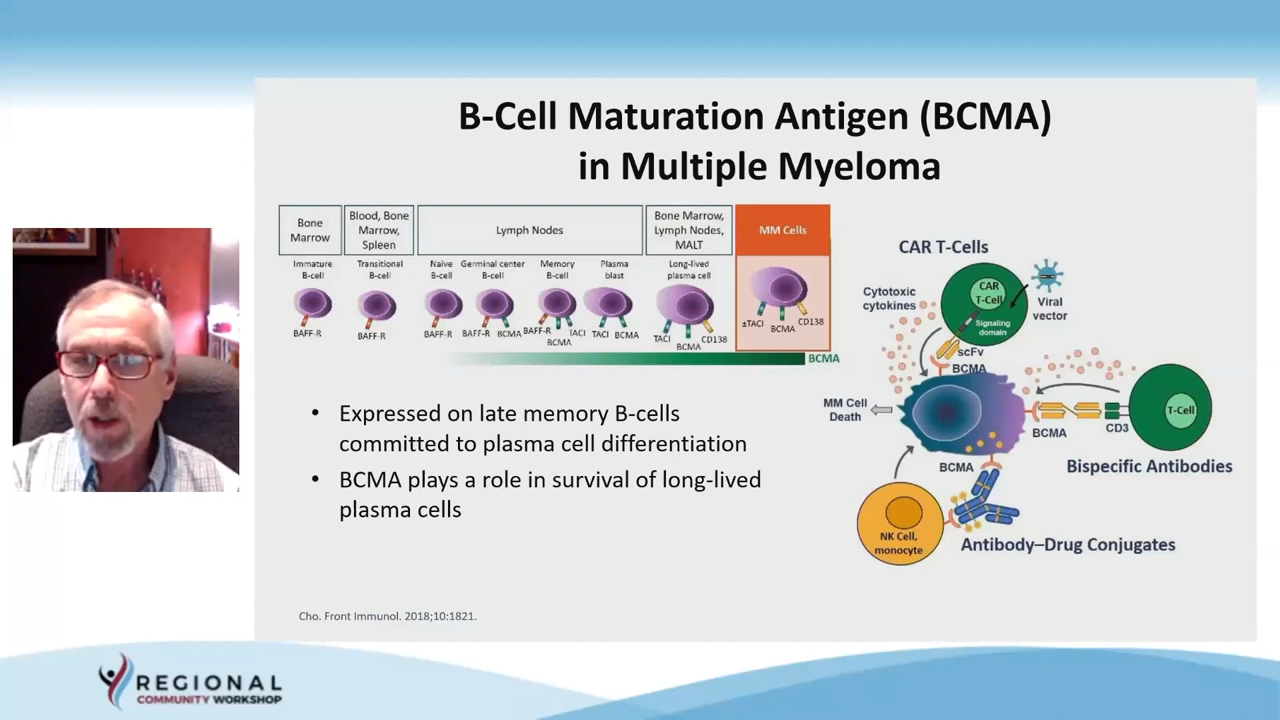 B-Cell Maturation Antigen (BCMA)
in Multiple Myeloma
Bone
Marrow
Blood, Bone
Marrow,
Spleen
Lymph Nodes
Bone Marrow,
Lymph Nodes,
MALT
MM Cells
Immature
B-cell
Transitional
B-cell
Naive
B-cell
Germinal center
B-cell
Memory
B-cell
Plasma
blast
Long-lived
plasma cell
BAFF-R
BAFF-R
BAFF-R
BAFF-R
BCMA
BAFF-R
BCMA
TACI
TACI
BCMA
TACI
BCMA
CD138
±TACI
BCMA
CD138
BCMA
• Expressed on late memory B-cells
committed to plasma cell differentiation
• BCMA plays a role in survival of long-lived
plasma cells
CAR T-Cells
Cytotoxic
cytokines
CAR
T-Cell
Signaling
domain
Viral
vector
scFv
BCMA
MM Cell
Death
BCMA
CD3
T-Cell
Bispecific Antibodies
BCMA
NK Cell,
monocyte
Antibody–Drug Conjugates
Cho. Front Immunol. 2018;10:1821.
REGIONAL
COMMUNITY WORKSHOP